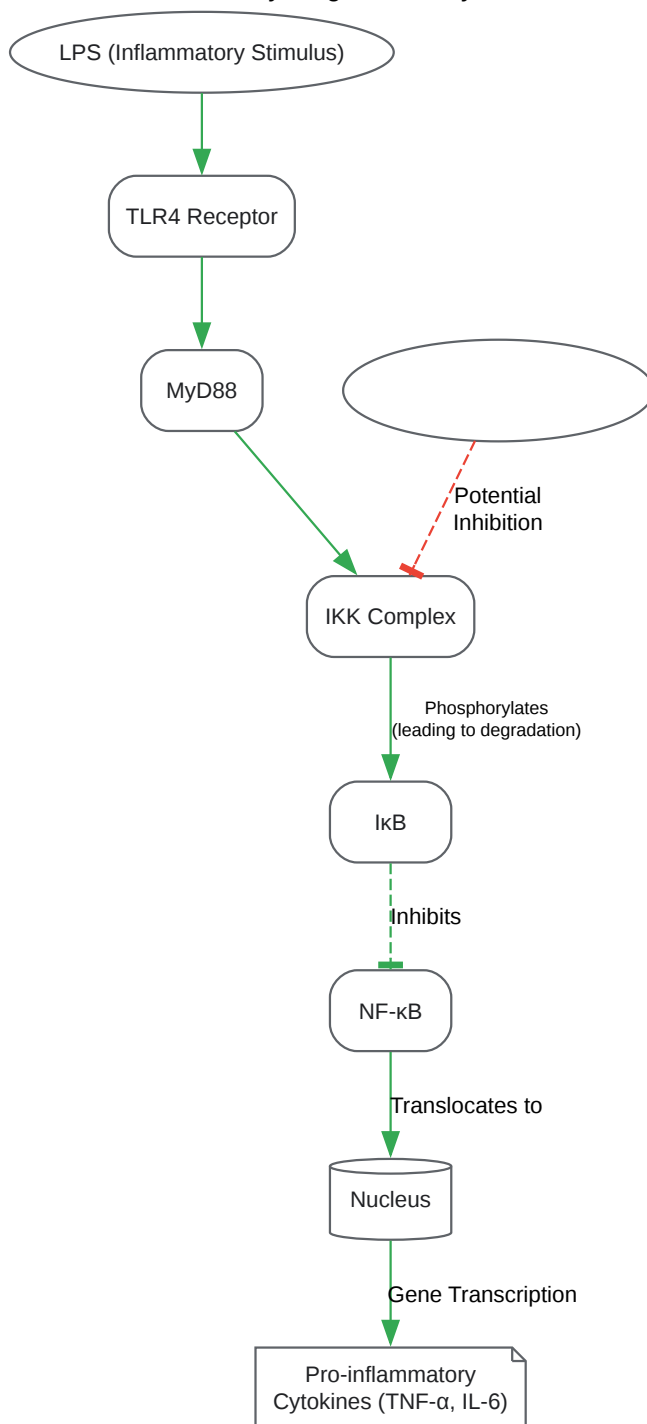 LPS (Inflammatory Stimulus)
TLR4 Receptor
MyD88
Potential
Inhibition
IKK Complex
Phosphorylates
(leading to degradation)
IκB
Inhibits
NF-κB
Translocates to
Nucleus
Gene Transcription
Pro-inflammatory
Cytokines (TNF-α, IL-6)